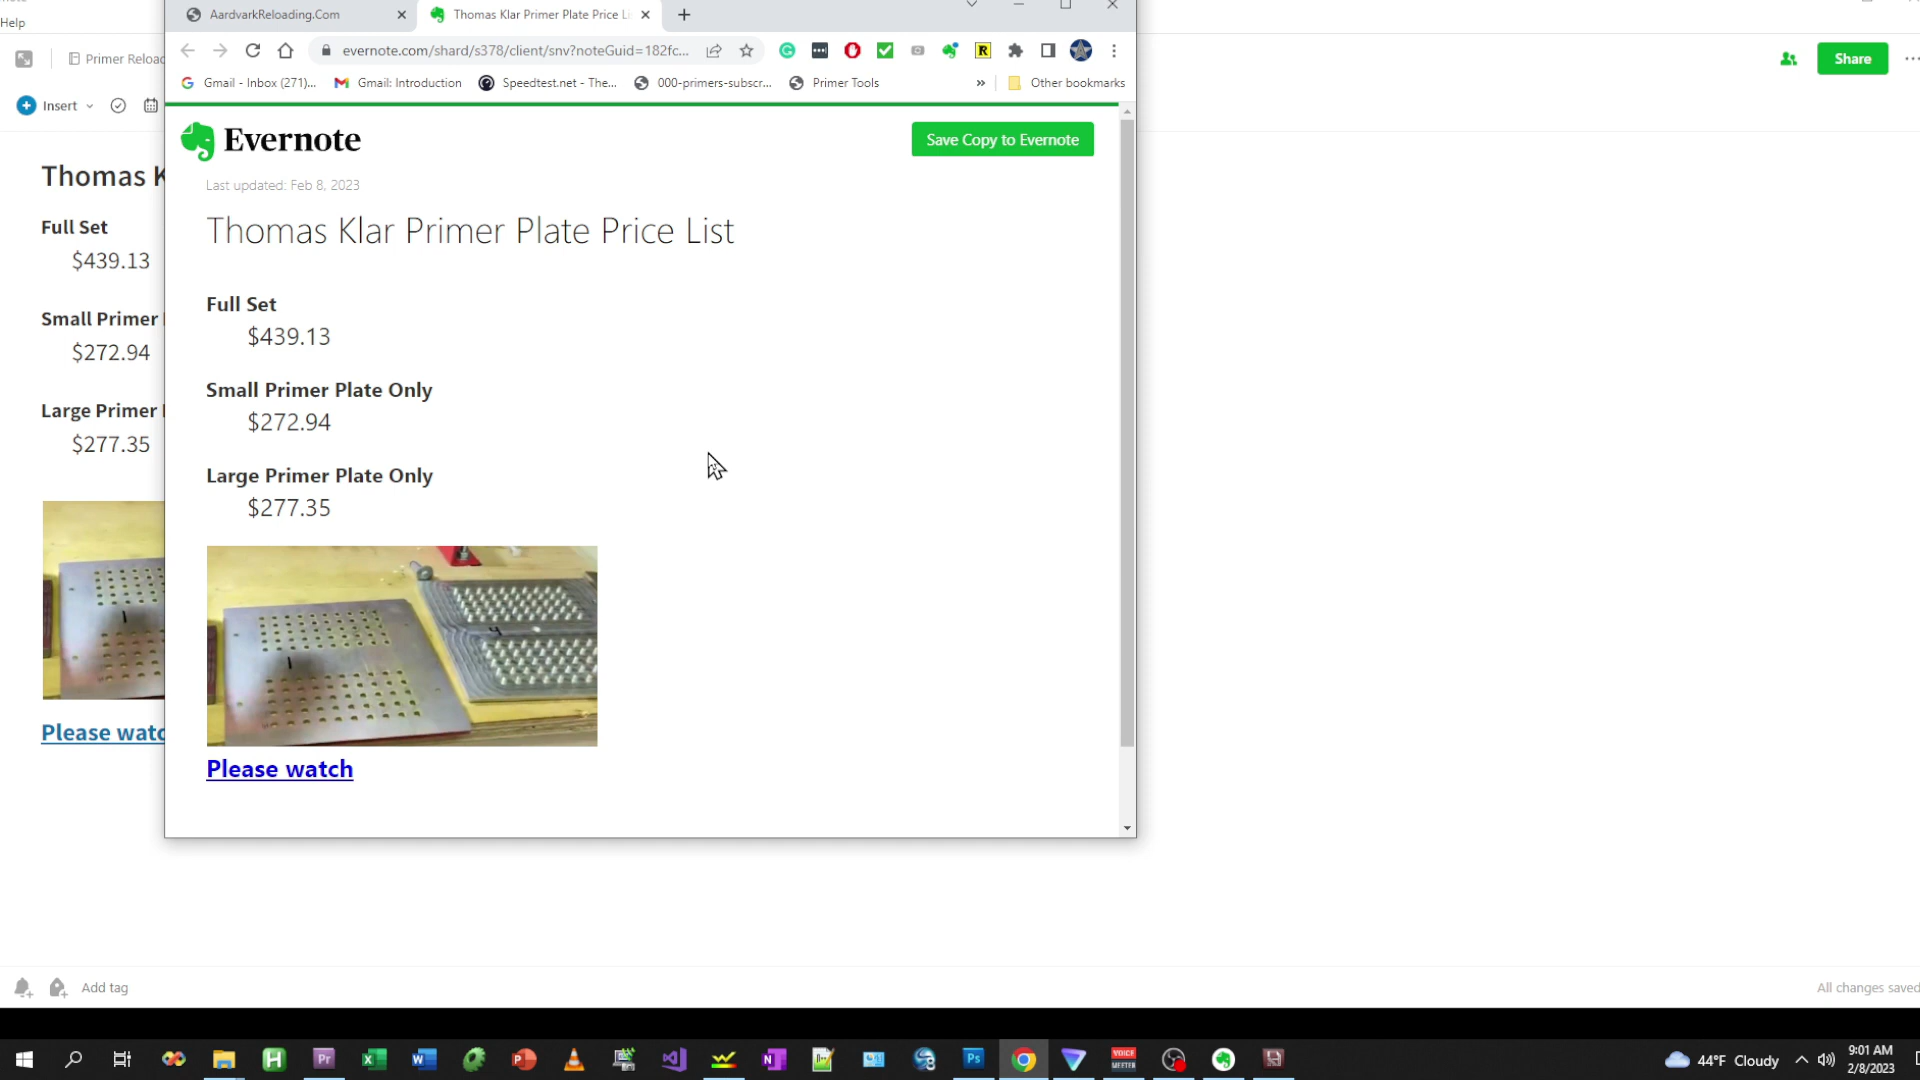 Help
Primer Reloa
Insert
Thomas K
Full Set
$439.13
Small Primer
$272.94
Large Primer
$277.35
Please watc
Add tag
AardvarkReloading.Com
Thomas Klar Primer Plate Price Li
evernote.com/shard/s378/client/snv?noteGuid=182fc...
Gmail - Inbox (271)...
Gmail: Introduction
Speedtest.net - The...
000-primers-subscr...
Primer Tools
»
Other bookmarks
Evernote
Save Copy to Evernote
Last updated: Feb 8, 2023
Thomas Klar Primer Plate Price List
Full Set
$439.13
Small Primer Plate Only
$272.94
Large Primer Plate Only
$277.35
1
4
Please watch
Share
All changes saved
44°F Cloudy
9:01 AM
2/8/2023